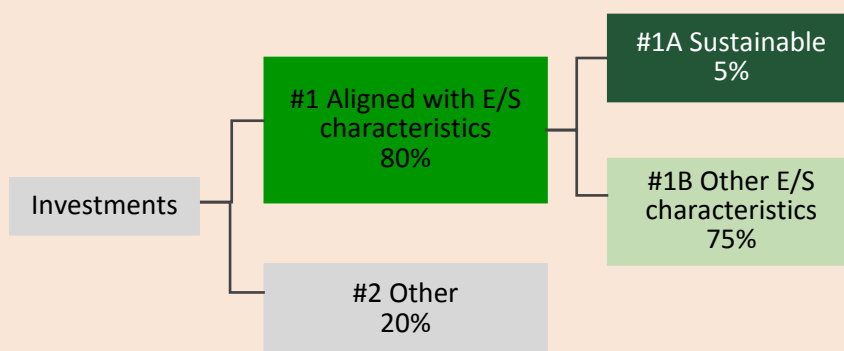 Investments
#1 Aligned with E/S
characteristics
80%
#2 Other
20%
#1A Sustainable
5%
#1B Other E/S
characteristics
75%